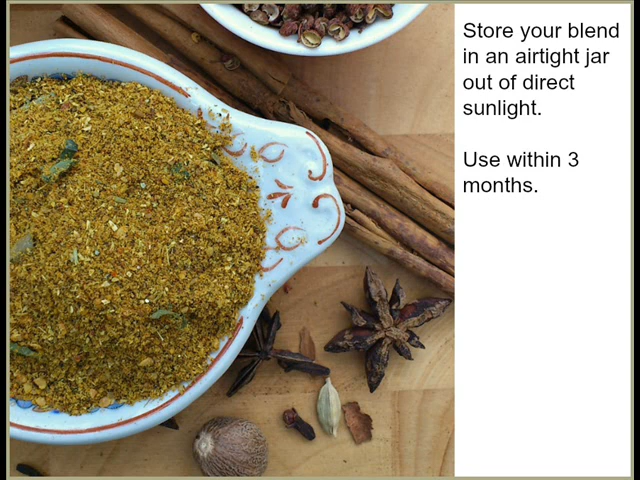 Store your blend
in an airtight jar
out of direct
sunlight.
Use within 3
months.